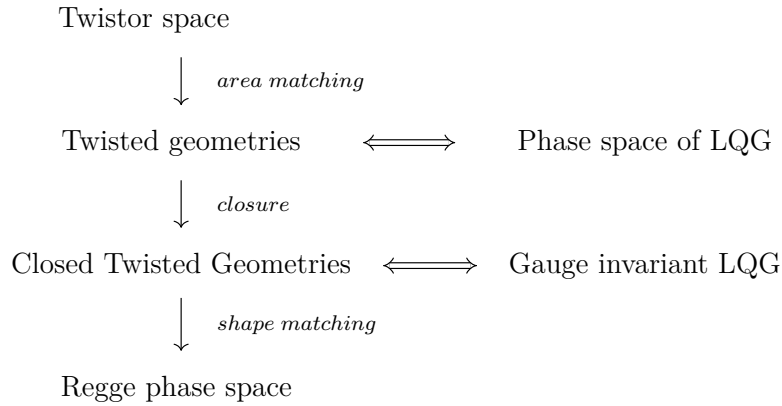 Twistor space
area matching
Twisted geometries Phase space of LQG
closure
Closed Twisted Geometries Gauge invariant LQG
shape matching
Regge phase space